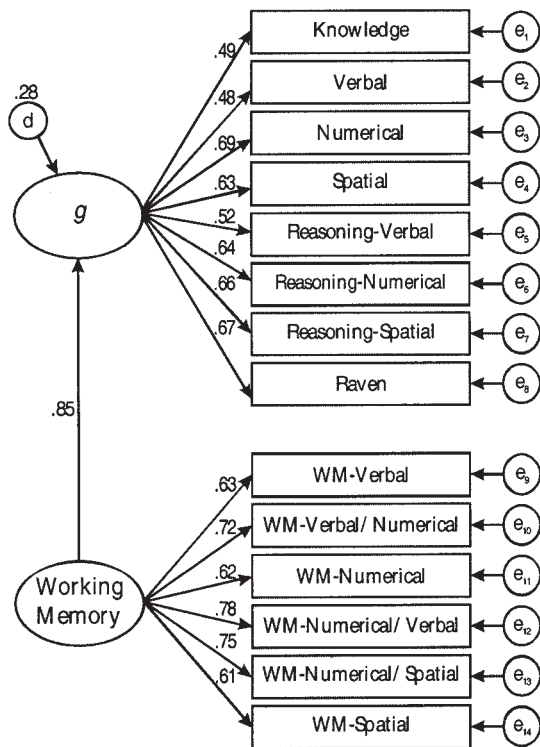 Knowledge
e1
.49
Verbal
e2
.28
.48
d
Numerical
e3
.69
Spatial
e4
.63
g
Reasoning-Verbal
e5
.52
Reasoning-Numerical
e6
.64
Reasoning-Spatial
e7
.66
.67
Raven
e8
.85
WM-Verbal
e9
.63
WM-Verbal/ Numerical
e10
.72
WM-Numerical
e11
.62
Working
Memory
WM-Numerical/ Verbal
e12
.78
WM-Numerical/ Spatial
e13
.75
.61
WM-Spatial
e14